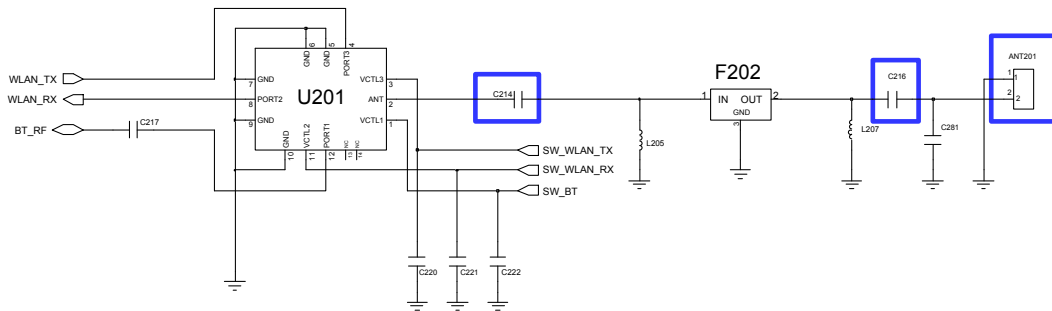 WLAN_TX
WLAN_RX
BT_RF
C217
U201
GND
7
PORT2
8
GND
9
GND
6
GND
5
PORT3
4
VCTL3
3
ANT
2
VCTL1
1
GND
10
VCTL2
11
PORT1
12
NC
13
NC
14
C214
SW_WLAN_TX
SW_WLAN_RX
SW_BT
C220
C221
C222
L205
F202
1
IN OUT
2
GND
3
L207
C216
C281
ANT201
1
1
2
2